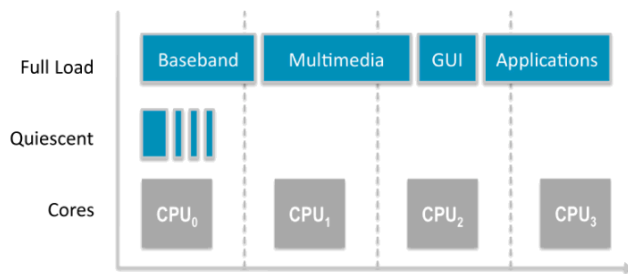 Full Load
Baseband
Multimedia
GUI
Applications
Quiescent
Cores
CPU₀
CPU₁
CPU₂
CPU₃